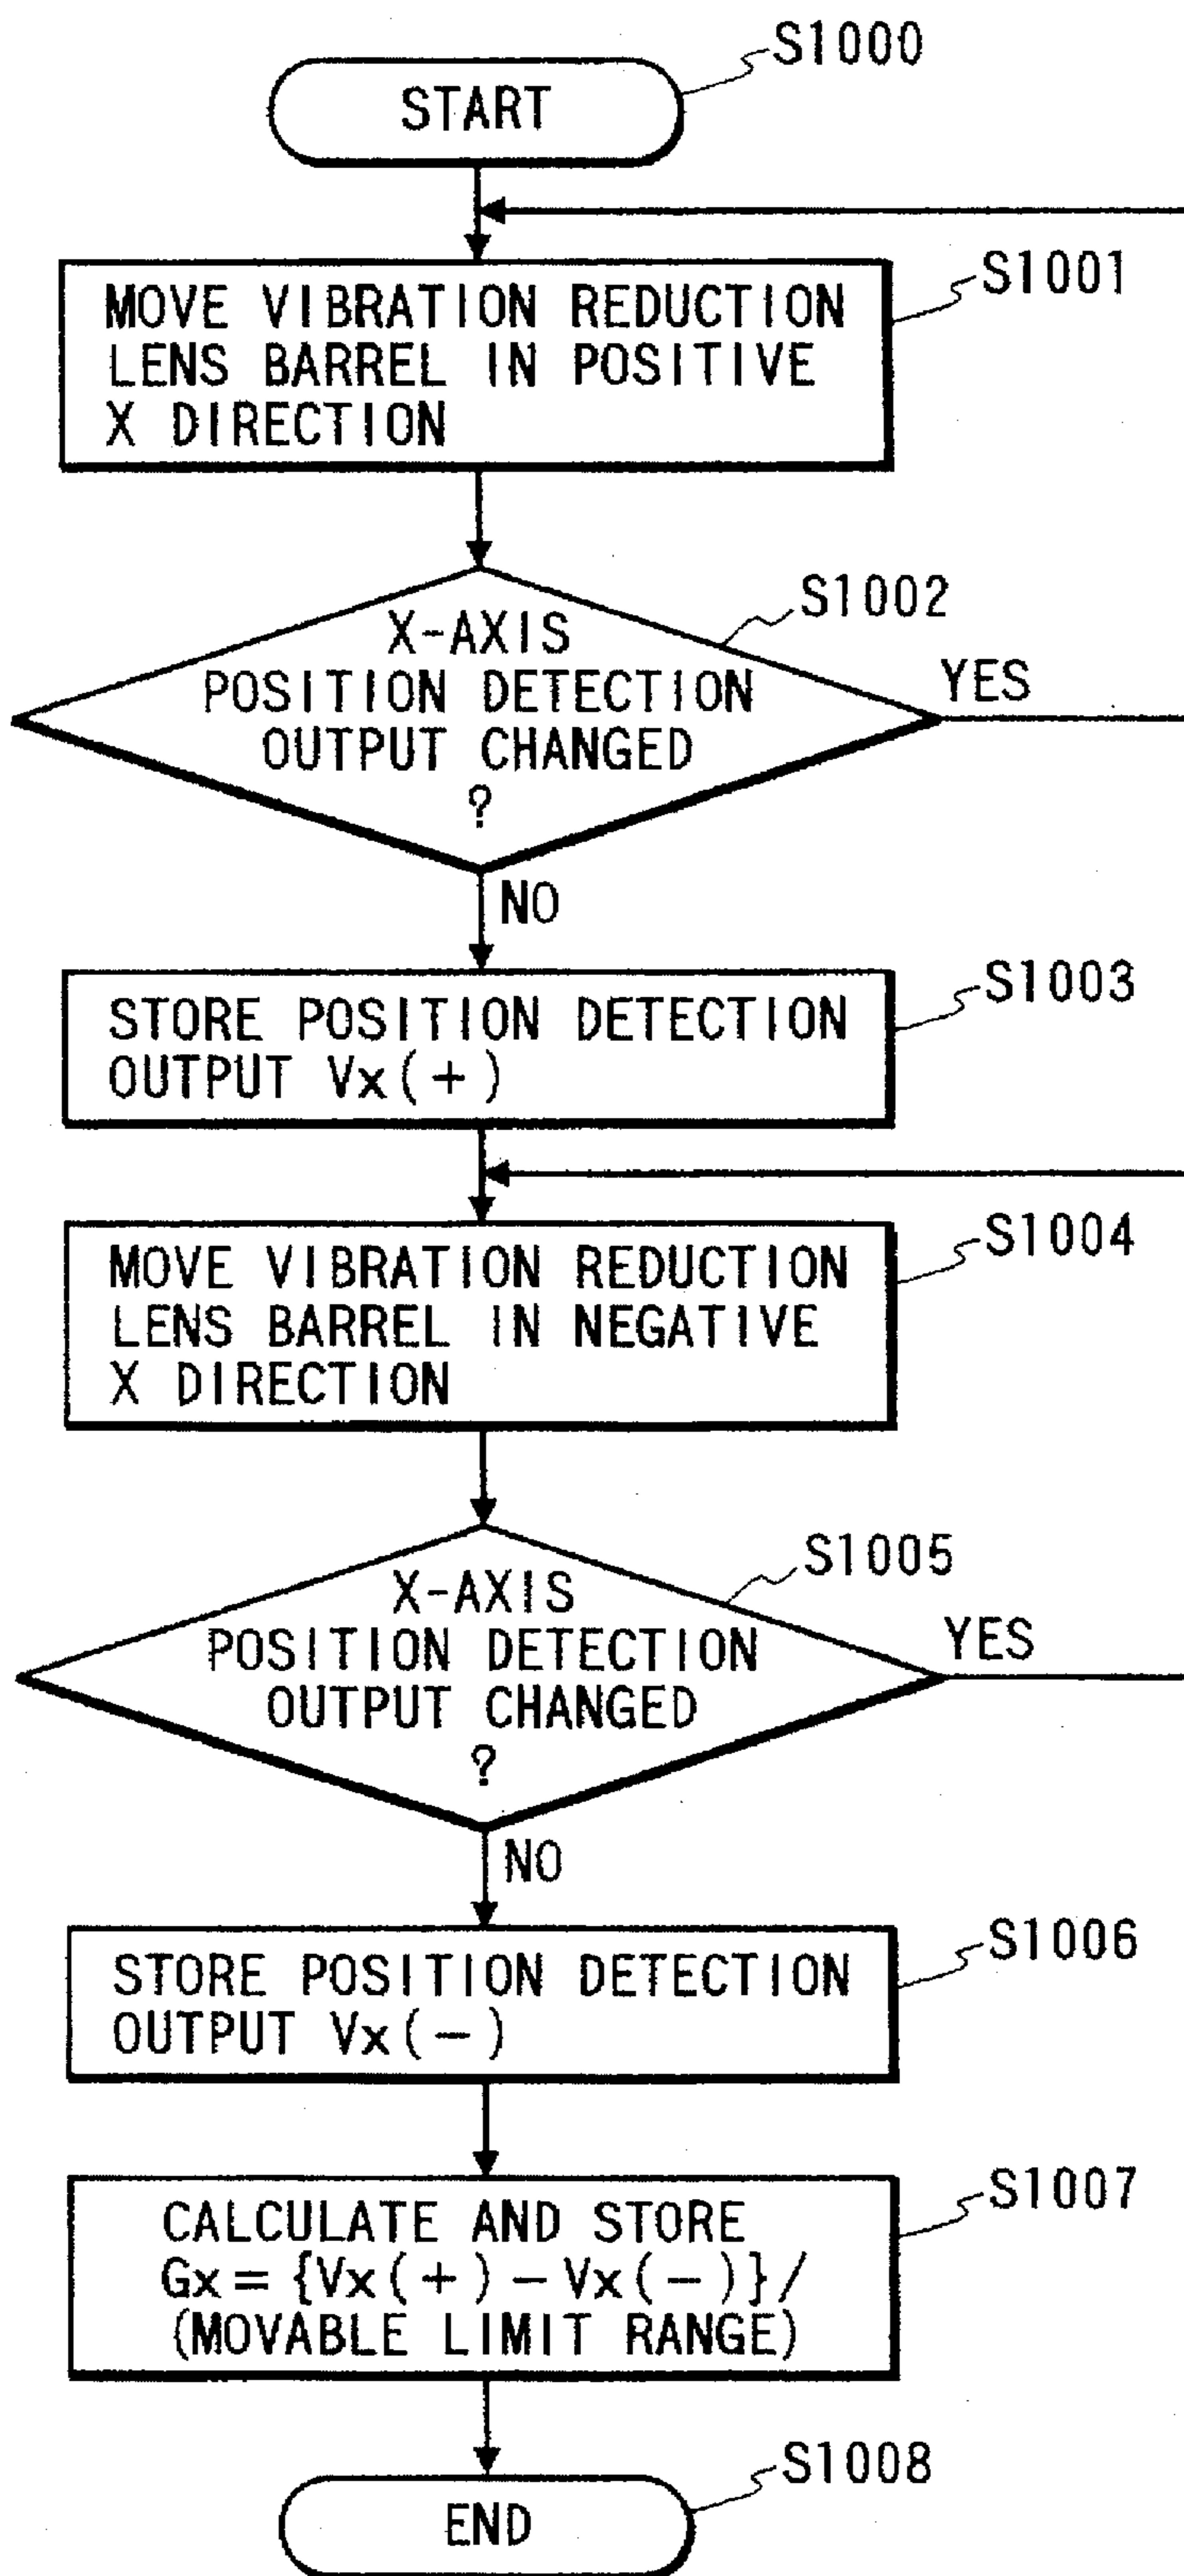 S1000
START
S1001
MOVE VIBRATION REDUCTION
LENS BARREL IN POSITIVE
X DIRECTION
S1002
X-AXIS
POSITION DETECTION
OUTPUT CHANGED
?
YES
NO
S1003
STORE POSITION DETECTION
OUTPUT Vx(+)
S1004
MOVE VIBRATION REDUCTION
LENS BARREL IN NEGATIVE
X DIRECTION
S1005
X-AXIS
POSITION DETECTION
OUTPUT CHANGED
?
YES
NO
S1006
STORE POSITION DETECTION
OUTPUT Vx(−)
S1007
CALCULATE AND STORE
Gx={Vx(+)−Vx(−)}/
(MOVABLE LIMIT RANGE)
S1008
END